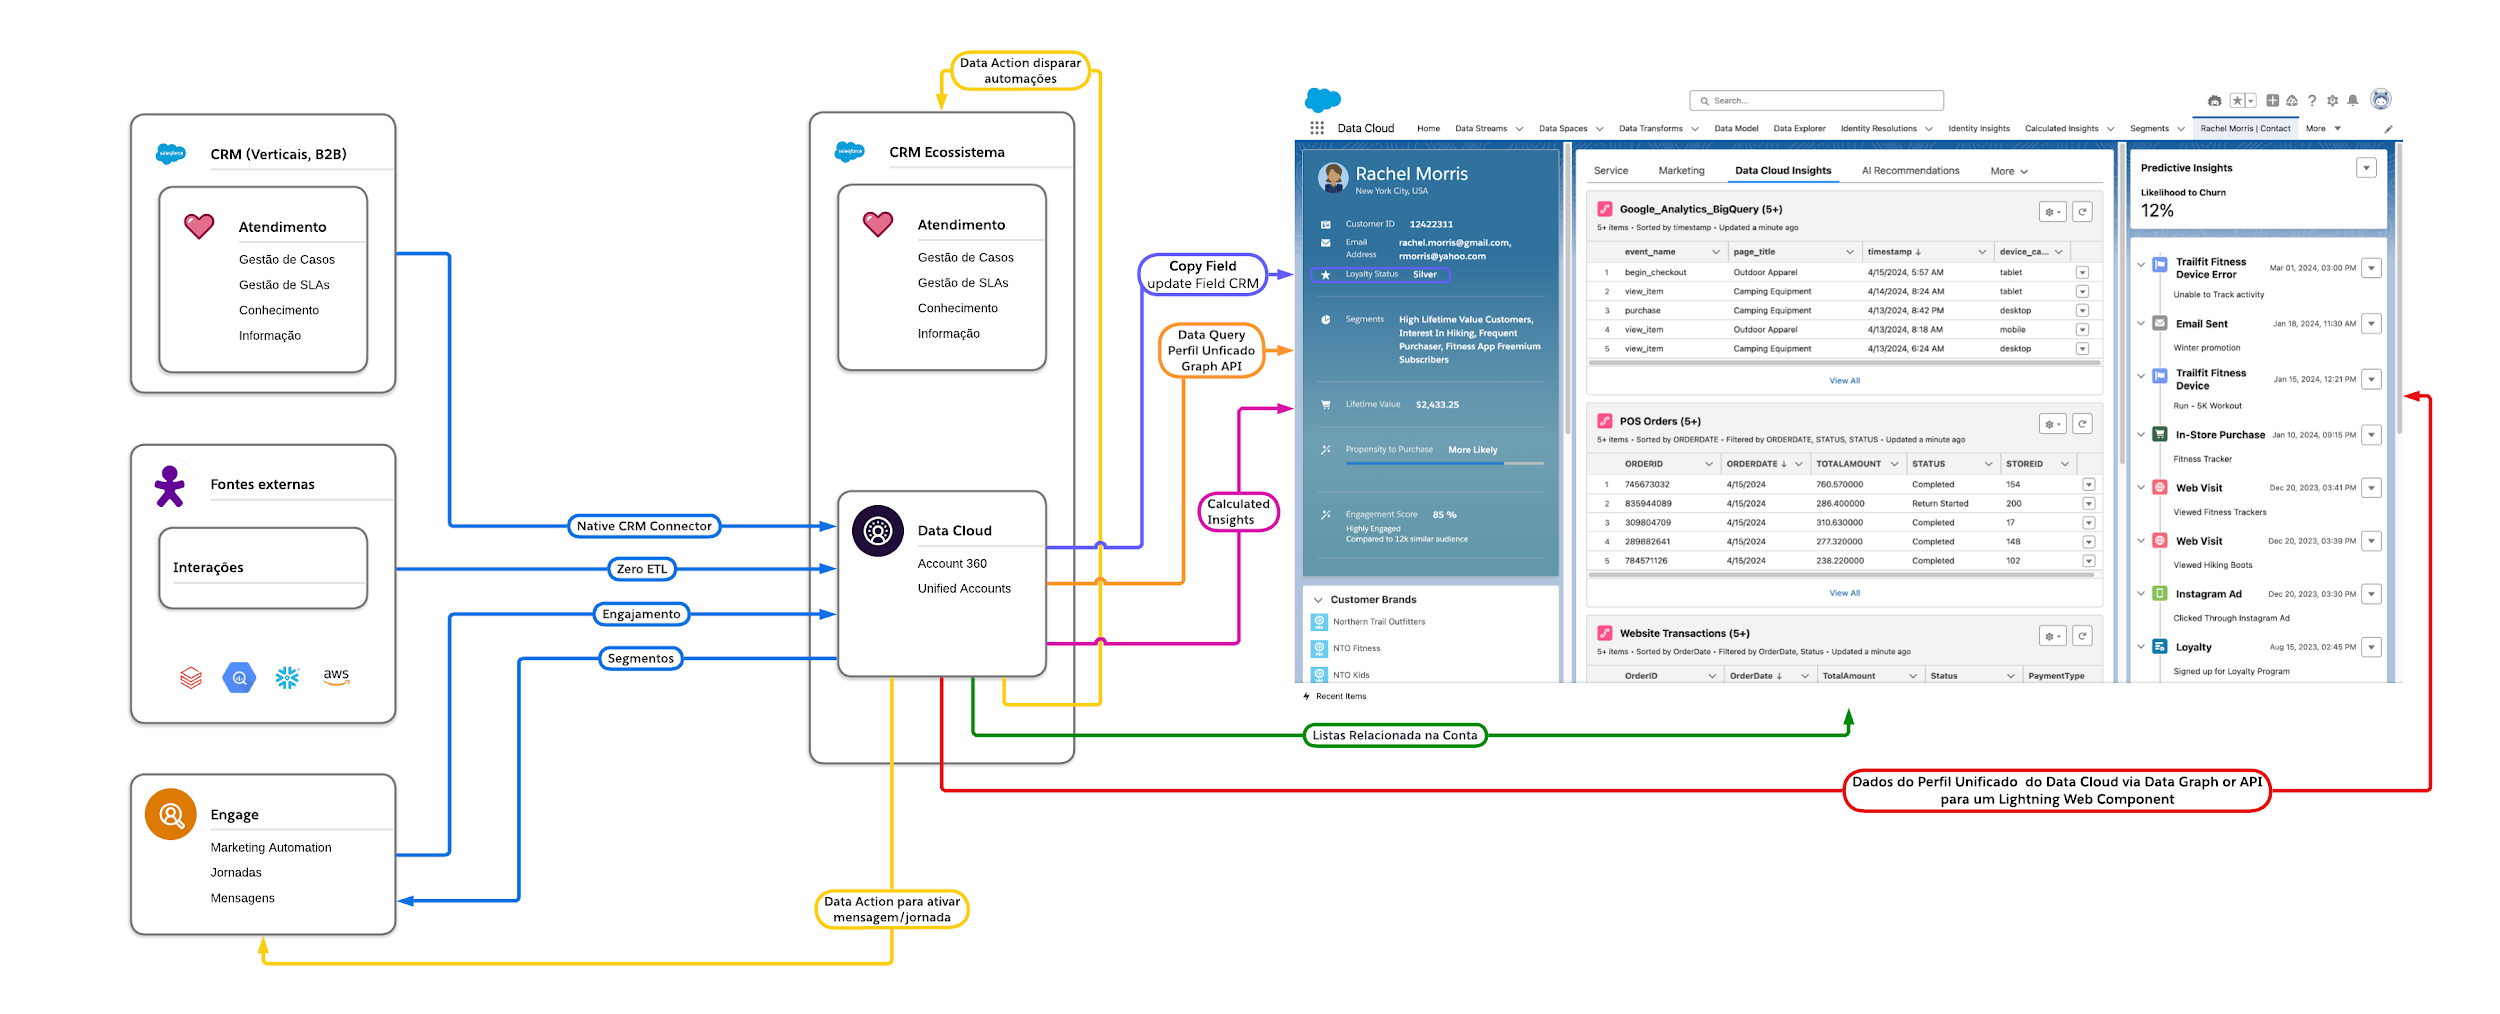 Data Action disparar
automações
salesforce
CRM (Verticais, B2B)
Atendimento
Gestão de Casos
Gestão de SLAs
Conhecimento
Informação
Fontes externas
Interações
aws
Engage
Marketing Automation
Jornadas
Mensagens
Native CRM Connector
Zero ETL
Engajamento
Segmentos
Data Action para ativar
mensagem/jornada
salesforce
CRM Ecossistema
Atendimento
Gestão de Casos
Gestão de SLAs
Conhecimento
Informação
Data Cloud
Account 360
Unified Accounts
Copy Field
update Field CRM
Data Query
Perfil Unficado
Graph API
Calculated
Insights
Listas Relacionada na Conta
Dados do Perfil Unificado do Data Cloud via Data Graph or API
para um Lightning Web Component
Search...
Data Cloud Home Data Streams Data Spaces Data Transforms Data Model Data Explorer Identity Resolutions Identity Insights Calculated Insights Segments Rachel Morris | Contact More
Rachel Morris
New York City, USA
Customer ID 12422311
Email
Address
rachel.morris@gmail.com,
rmorris@yahoo.com
Loyalty Status Silver
Segments High Lifetime Value Customers,
Interest In Hiking, Frequent
Purchaser, Fitness App Freemium
Subscribers
Lifetime Value $2,433.25
Propensity to Purchase More Likely
Engagement Score 85 %
Highly Engaged
Compared to 12k similar audience
Customer Brands
Northern Trail Outfitters
NTO Fitness
NTO Kids
Recent Items
Service Marketing Data Cloud Insights AI Recommendations More
Google_Analytics_BigQuery (5+)
5+ items • Sorted by timestamp • Updated a minute ago
event_name page_title timestamp ↓ device_ca...
1 begin_checkout Outdoor Apparel 4/15/2024, 5:57 AM tablet
2 view_item Camping Equipment 4/14/2024, 8:24 AM tablet
3 purchase Camping Equipment 4/13/2024, 8:42 PM desktop
4 view_item Outdoor Apparel 4/13/2024, 8:18 AM mobile
5 view_item Camping Equipment 4/13/2024, 6:24 AM desktop
View All
POS Orders (5+)
5+ items • Sorted by ORDERDATE • Filtered by ORDERDATE, STATUS, STATUS • Updated a minute ago
ORDERID ORDERDATE ↓ TOTALAMOUNT STATUS STOREID
1 745673032 4/15/2024 760.570000 Completed 154
2 835944089 4/15/2024 286.400000 Return Started 200
3 309804709 4/15/2024 310.630000 Completed 17
4 289882641 4/15/2024 277.320000 Completed 148
5 784571126 4/15/2024 238.220000 Completed 102
View All
Website Transactions (5+)
5+ items • Sorted by OrderDate • Filtered by OrderDate, Status • Updated a minute ago
OrderID OrderDate ↓ TotalAmount Status PaymentType
Predictive Insights
Likelihood to Churn
12%
Trailfit Fitness
Device Error
Mar 01, 2024, 03:00 PM
Unable to Track activity
Email Sent Jan 18, 2024, 11:30 AM
Winter promotion
Trailfit Fitness
Device
Jan 15, 2024, 12:21 PM
Run - 5K Workout
In-Store Purchase Jan 10, 2024, 09:15 PM
Fitness Tracker
Web Visit Dec 20, 2023, 03:41 PM
Viewed Fitness Trackers
Web Visit Dec 20, 2023, 03:39 PM
Viewed Hiking Boots
Instagram Ad Dec 20, 2023, 03:30 PM
Clicked Through Instagram Ad
Loyalty Aug 15, 2023, 02:45 PM
Signed up for Loyalty Program